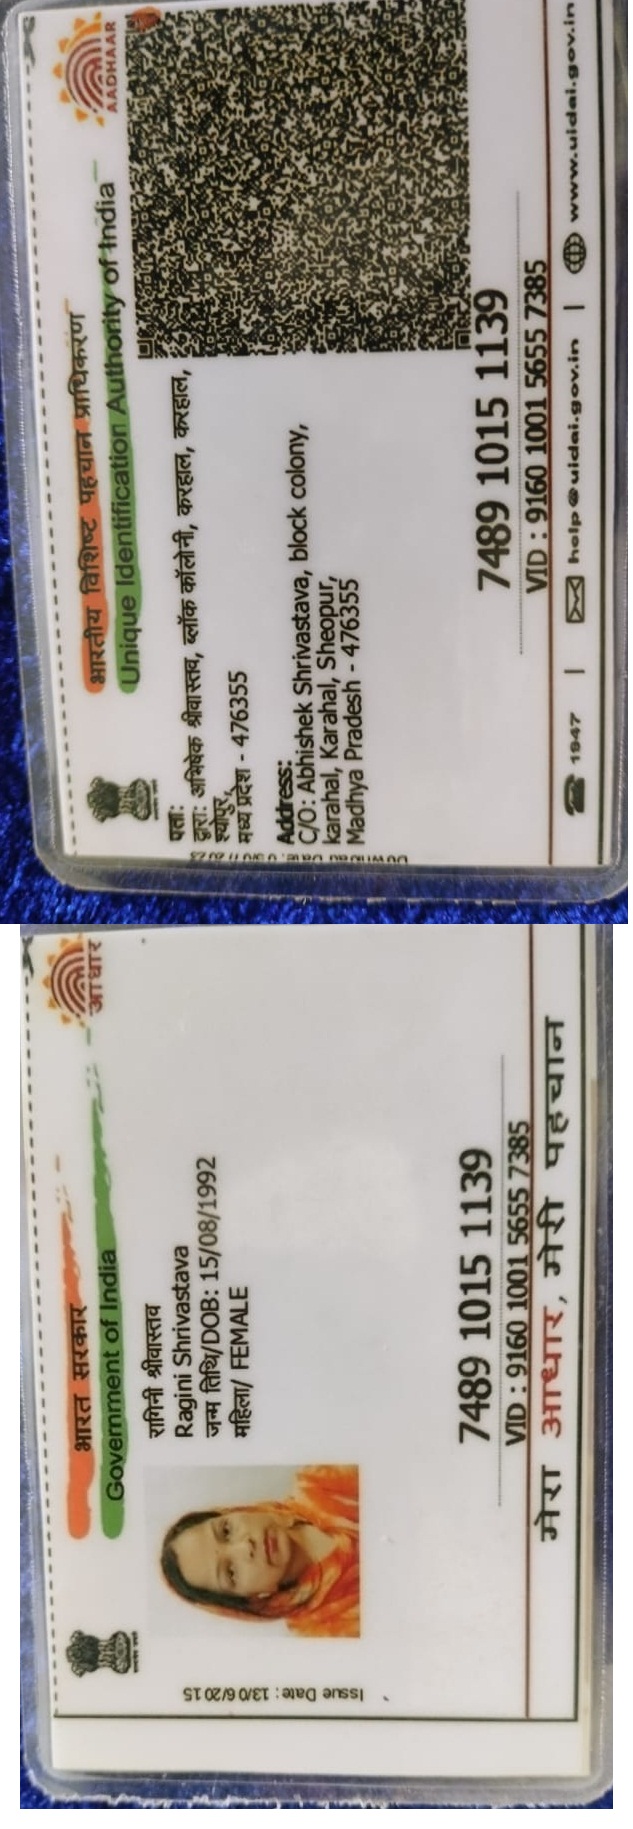 भारतीय विशिष्ट पहचान प्राधिकरण
Unique Identification Authority of India
AADHAAR
पता:
द्वारा: अभिषेक श्रीवास्तव, ब्लॉक कॉलोनी, करहाल, करहाल,
श्योपुर,
मध्य प्रदेश - 476355
Address:
C/O: Abhishek Shrivastava, block colony,
karahal, Karahal, Sheopur,
Madhya Pradesh - 476355
7489 1015 1139
VID : 9160 1001 5655 7385
1947 | help@uidai.gov.in | www.uidai.gov.in
भारत सरकार
Government of India
आधार
Issue Date: 13/06/2015
रागिनी श्रीवास्तव
Ragini Shrivastava
जन्म तिथि/DOB: 15/08/1992
महिला/ FEMALE
7489 1015 1139
VID : 9160 1001 5655 7385
मेरा आधार, मेरी पहचान